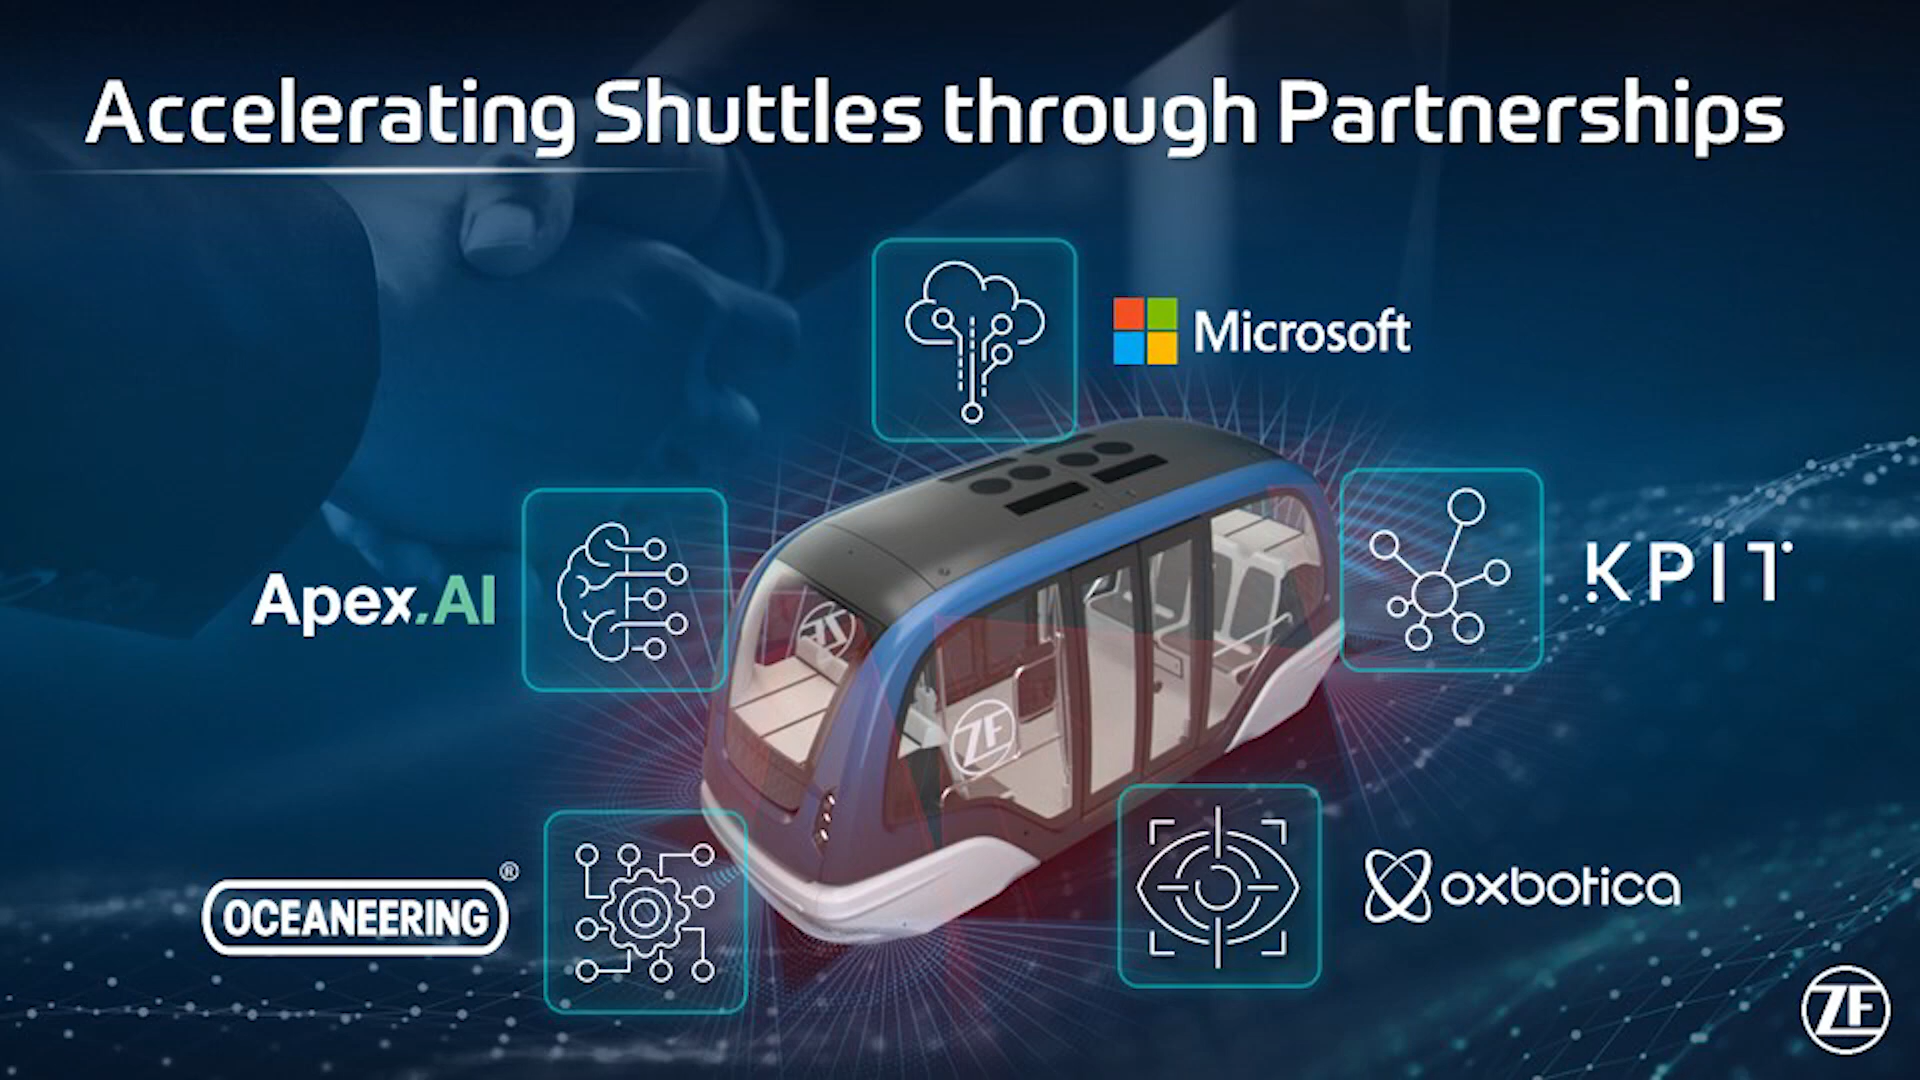 Accelerating Shuttles through Partnerships
Microsoft
Apex.AI
KPIT
ZF
ZF
OCEANEERING®
oxbotica
ZF